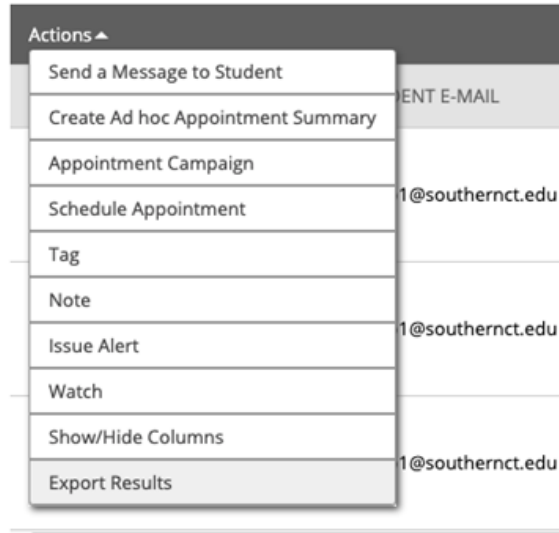 Actions
Send a Message to Student
ENT E-MAIL
Create Ad hoc Appointment Summary
Appointment Campaign
1@southernct.edu
Schedule Appointment
Tag
Note
1@southernct.edu
Issue Alert
Watch
Show/Hide Columns
1@southernct.edu
Export Results